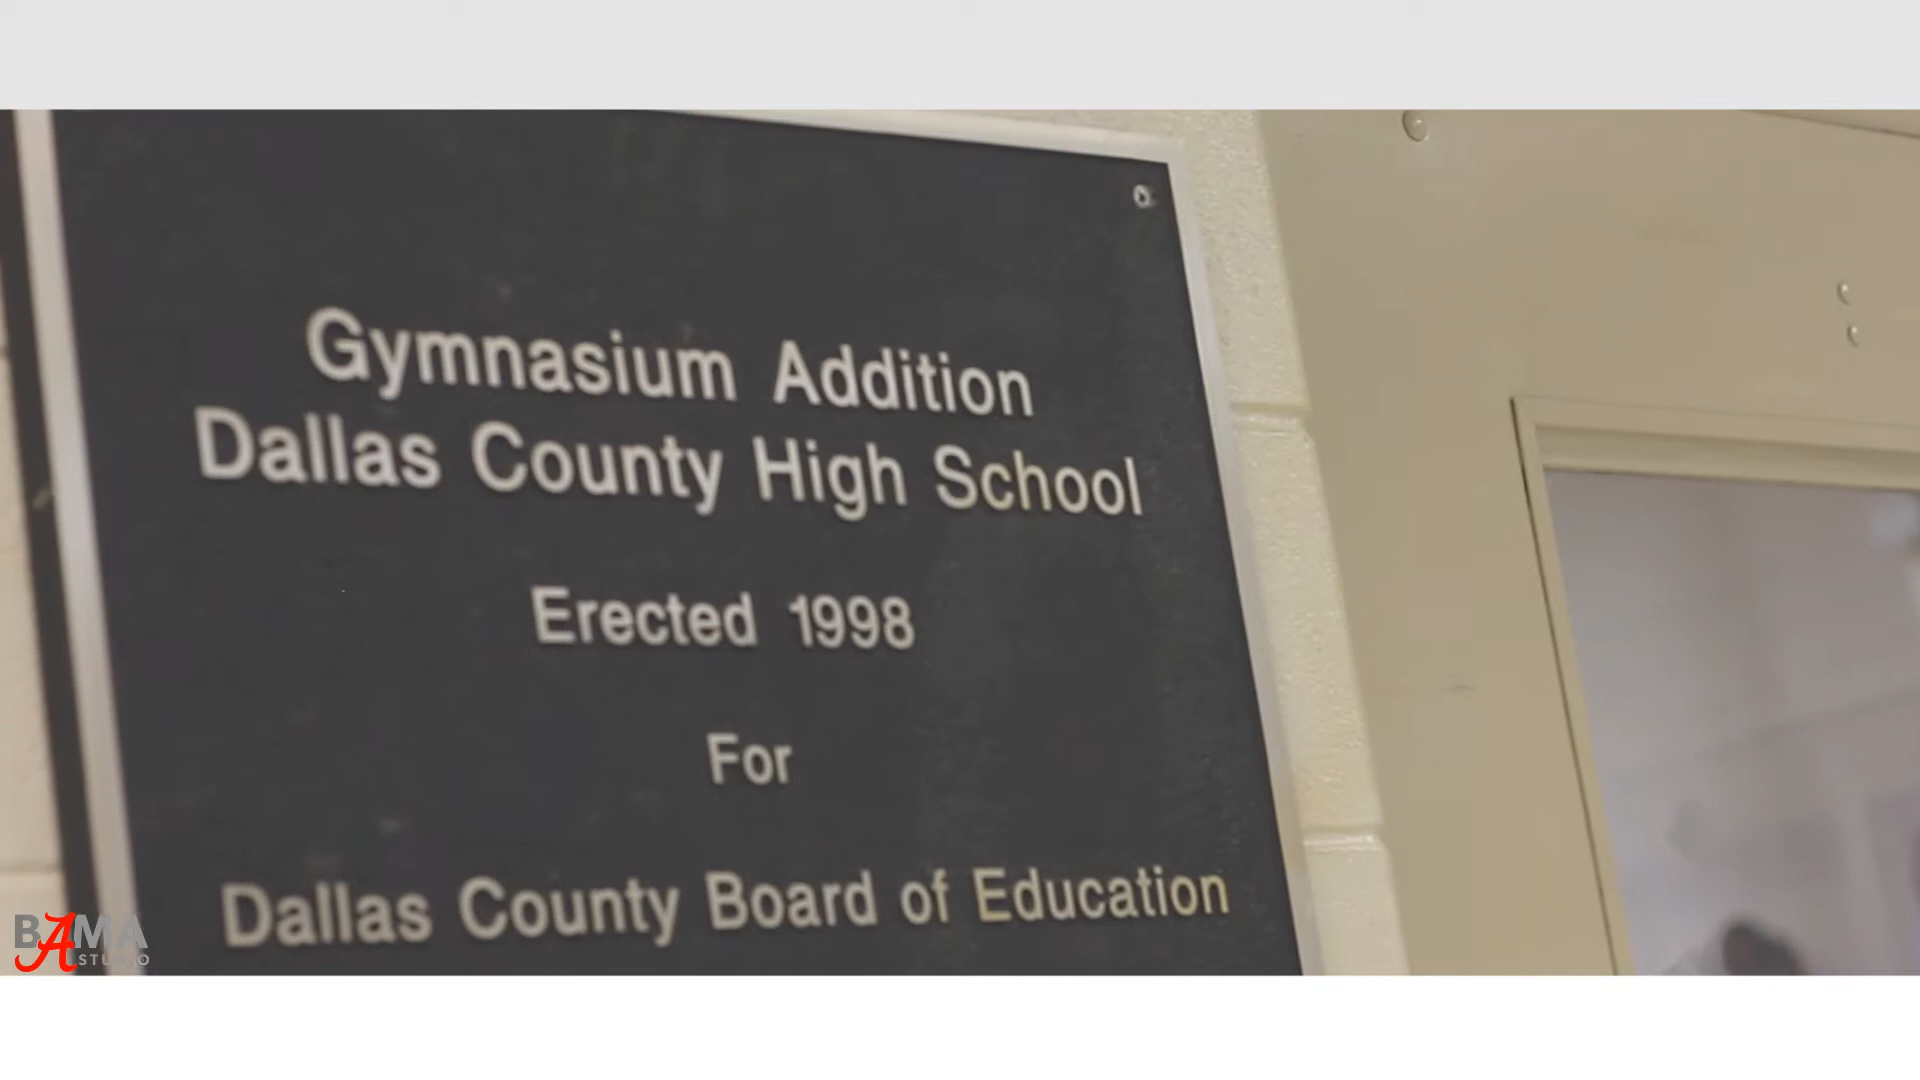 Gymnasium Addition
Dallas County High School
Erected 1998
For
Dallas County Board of Education
BAMA
STUDIO